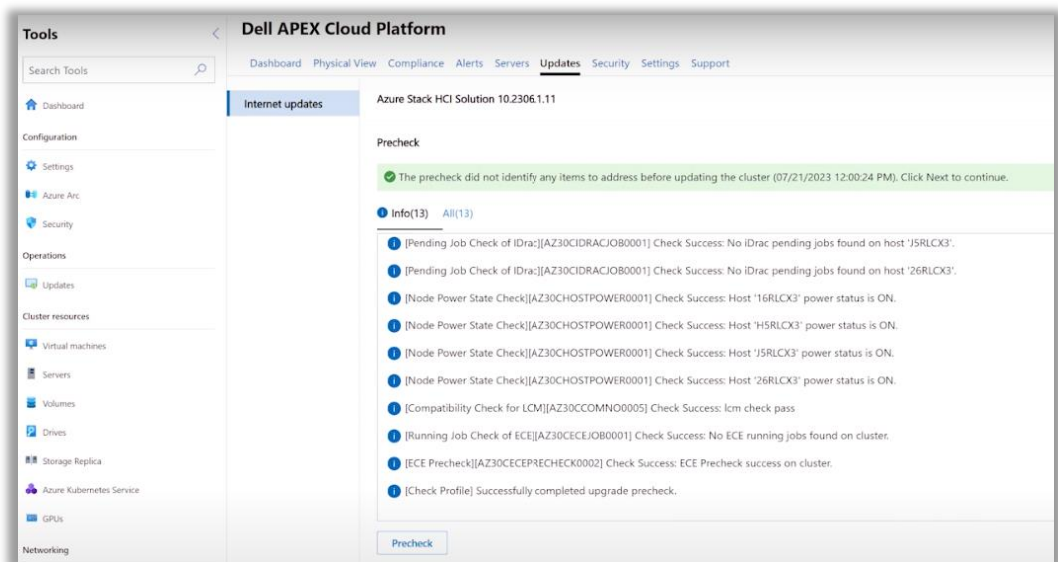 Tools
Dell APEX Cloud Platform
Search Tools
Dashboard Physical View Compliance Alerts Servers Updates Security Settings Support
Dashboard
Configuration
Settings
Azure Arc
Security
Operations
Updates
Cluster resources
Virtual machines
Servers
Volumes
Drives
Storage Replica
Azure Kubernetes Service
GPUs
Networking
Internet updates
Azure Stack HCI Solution 10.2306.1.11
Precheck
The precheck did not identify any items to address before updating the cluster (07/21/2023 12:00:24 PM). Click Next to continue.
Info(13) All(13)
[Pending Job Check of IDrac][AZ30CIDRACJOB0001] Check Success: No iDrac pending jobs found on host 'J5RLCX3'.
[Pending Job Check of IDrac][AZ30CIDRACJOB0001] Check Success: No iDrac pending jobs found on host '26RLCX3'.
[Node Power State Check][AZ30CHOSTPOWER0001] Check Success: Host '16RLCX3' power status is ON.
[Node Power State Check][AZ30CHOSTPOWER0001] Check Success: Host 'H5RLCX3' power status is ON.
[Node Power State Check][AZ30CHOSTPOWER0001] Check Success: Host 'J5RLCX3' power status is ON.
[Node Power State Check][AZ30CHOSTPOWER0001] Check Success: Host '26RLCX3' power status is ON.
[Compatibility Check for LCM][AZ30CCOMNO0005] Check Success: lcm check pass
[Running Job Check of ECE][AZ30CECEJOB0001] Check Success: No ECE running jobs found on cluster.
[ECE Precheck][AZ30CECEPRECHECK0002] Check Success: ECE Precheck success on cluster.
[Check Profile] Successfully completed upgrade precheck.
Precheck